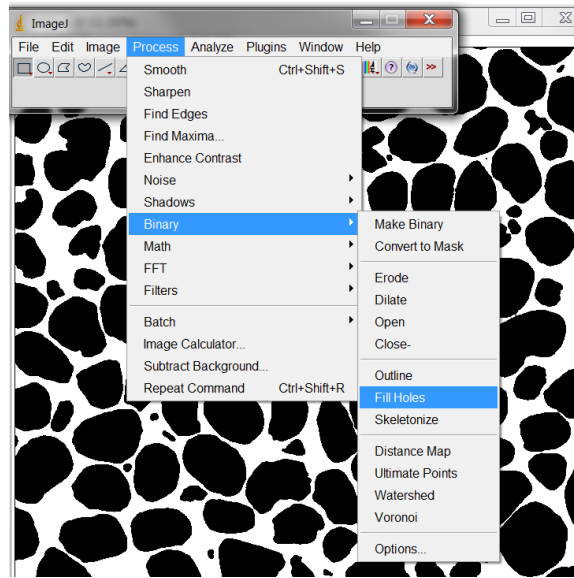 ImageJ
File Edit Image Process Analyze Plugins Window Help
Smooth Ctrl+Shift+S
Sharpen
Find Edges
Find Maxima...
Enhance Contrast
Noise
Shadows
Binary
Math
FFT
Filters
Batch
Image Calculator...
Subtract Background...
Repeat Command Ctrl+Shift+R
Make Binary
Convert to Mask
Erode
Dilate
Open
Close-
Outline
Fill Holes
Skeletonize
Distance Map
Ultimate Points
Watershed
Voronoi
Options...